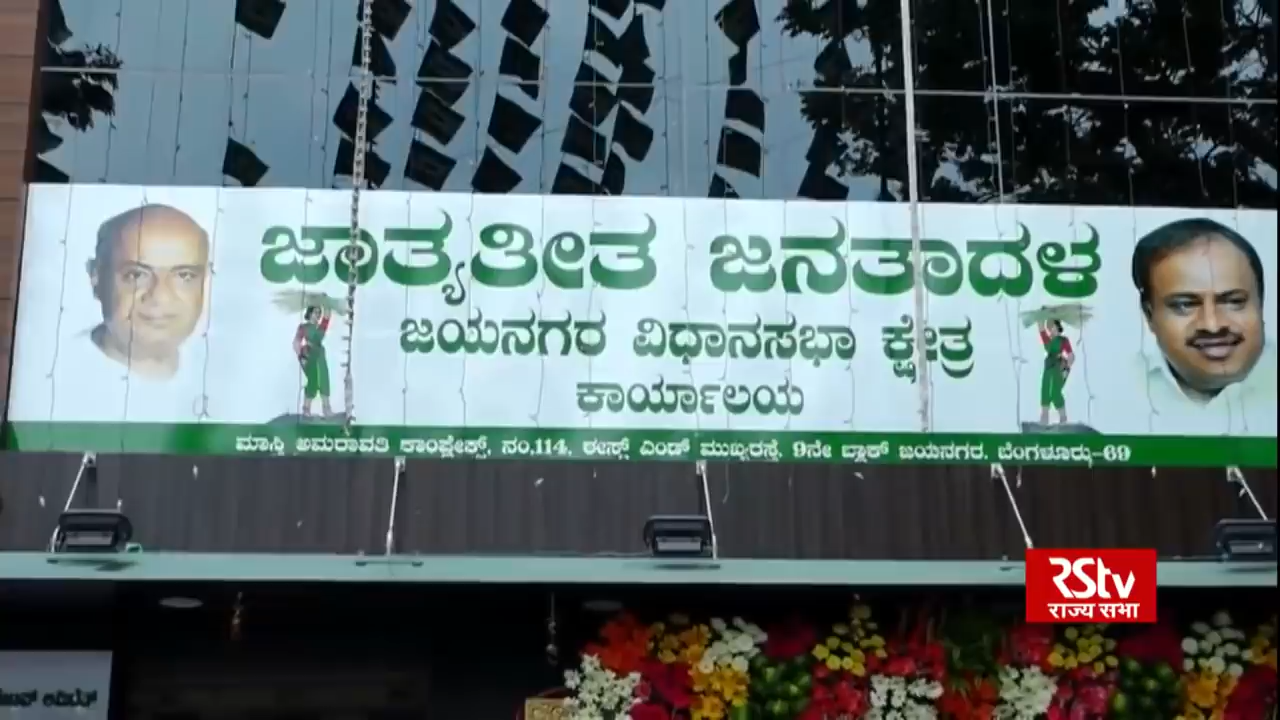 ಜಾತ್ಯತೀತ ಜನತಾದಳ
ಜಯನಗರ ವಿಧಾನಸಭಾ ಕ್ಷೇತ್ರ
ಕಾರ್ಯಾಲಯ
ಮಾಸ್ತಿ ಅಮರಾವತಿ ಕಾಂಪ್ಲೇಕ್ಸ್, ನಂ.114, ಈಸ್ಟ್ ಎಂಡ್ ಮುಖ್ಯರಸ್ತೆ, 9ನೇ ಬ್ಲಾಕ್ ಜಯನಗರ, ಬೆಂಗಳೂರು-69
RStv
राज्य सभा